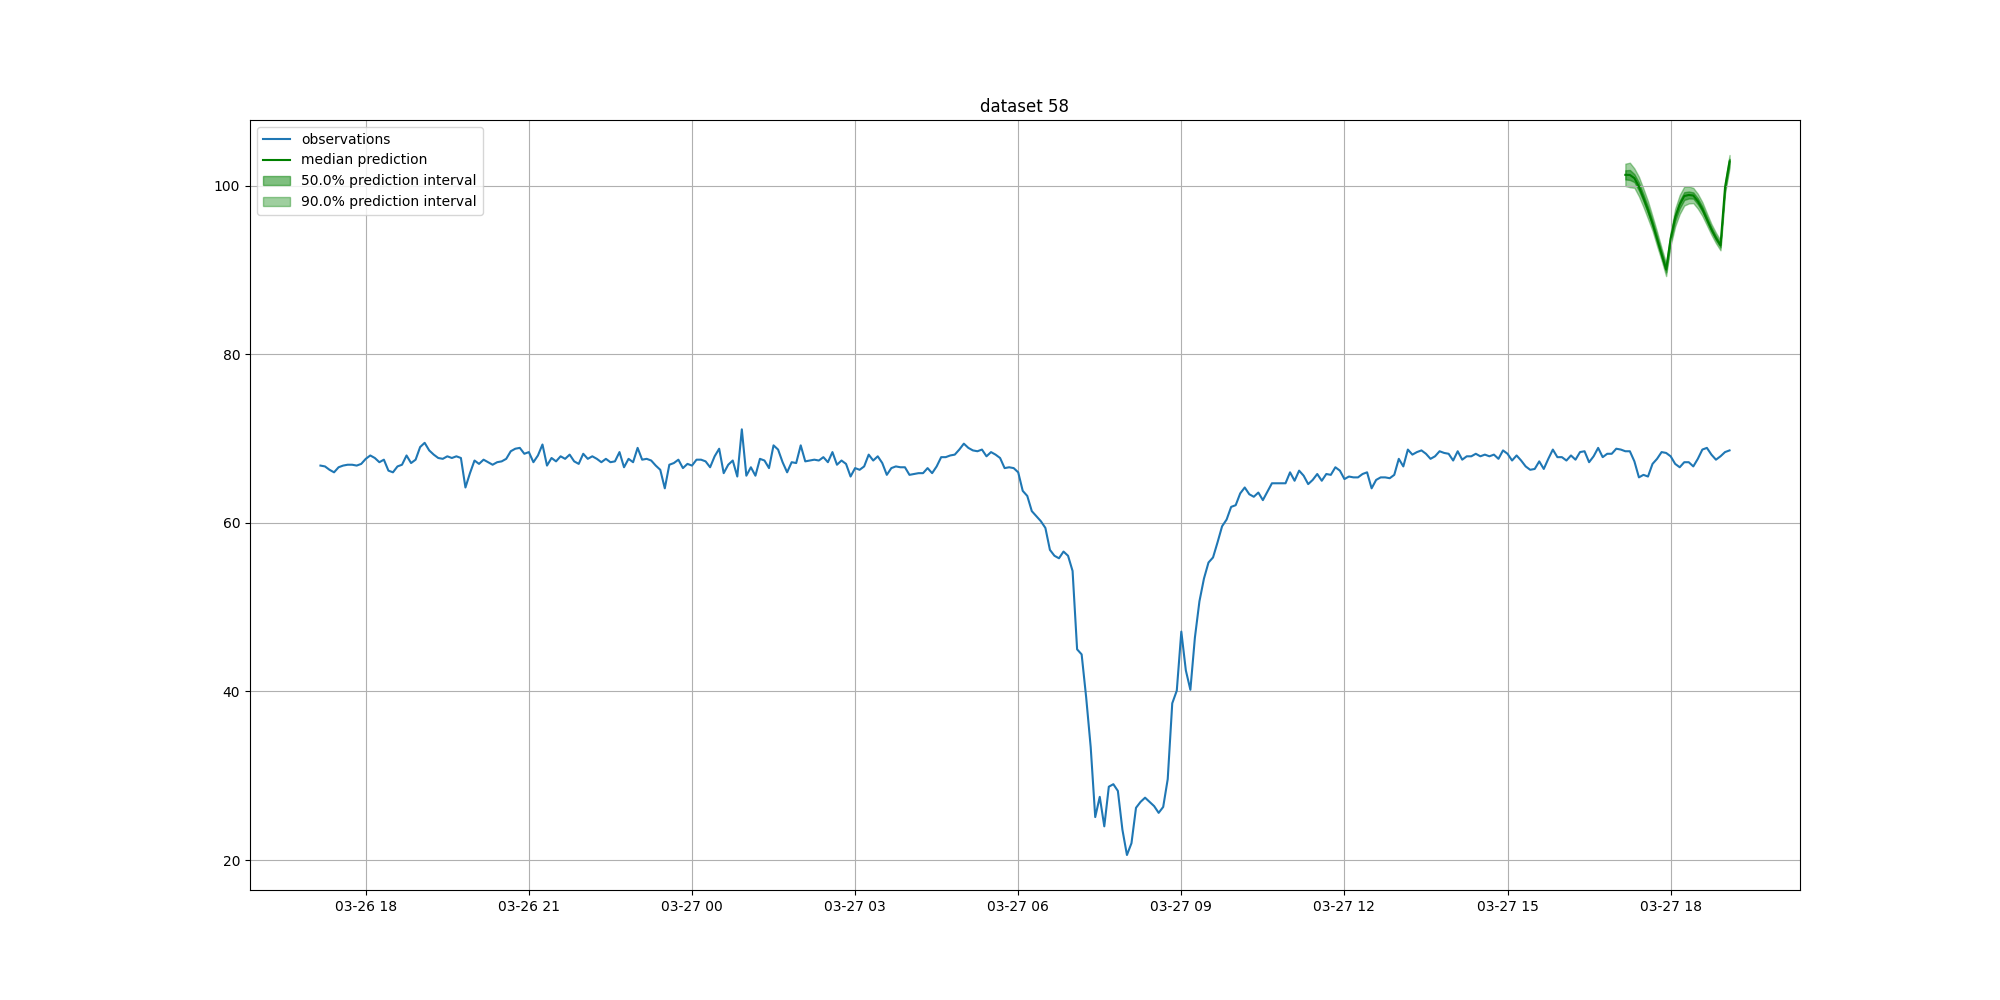 dataset 58
observations
median prediction
50.0% prediction interval
90.0% prediction interval
100
80
60
40
20
03-26 18
03-26 21
03-27 00
03-27 03
03-27 06
03-27 09
03-27 12
03-27 15
03-27 18